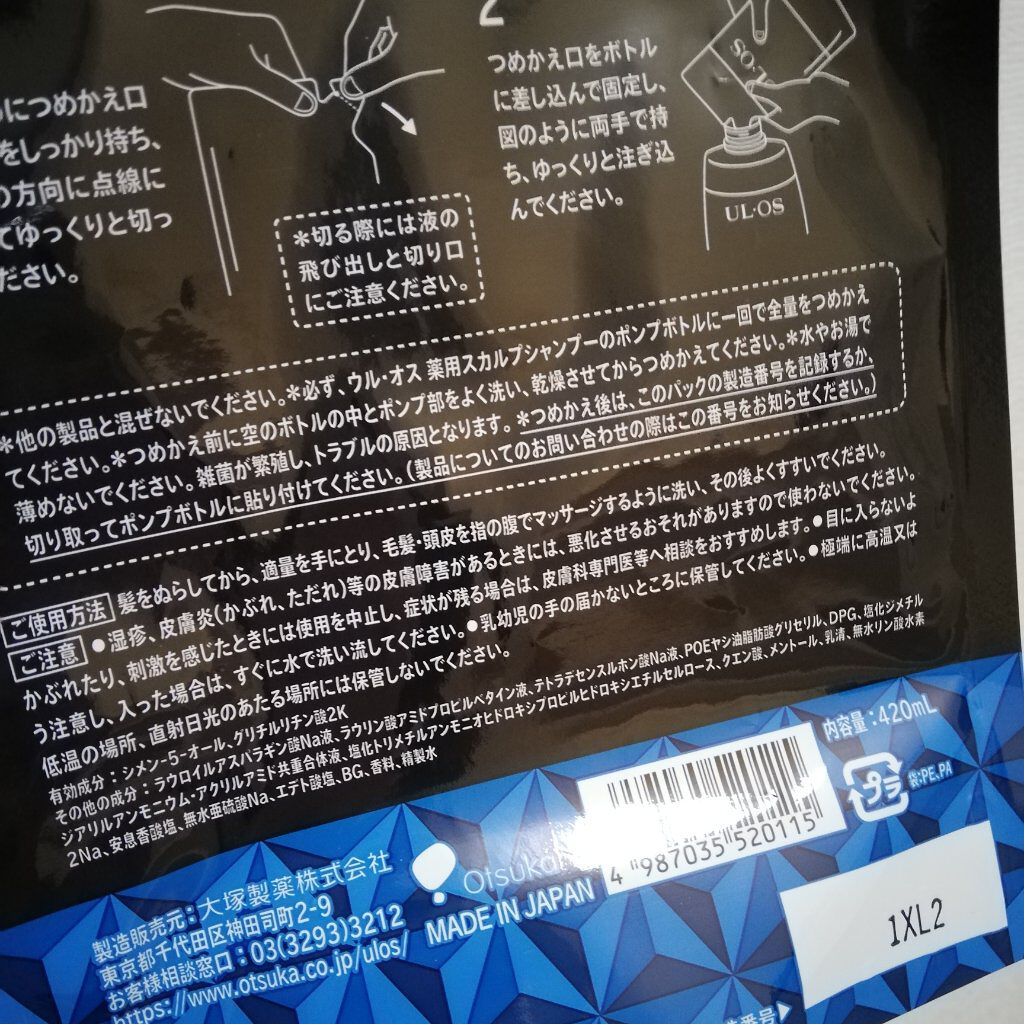 2
つめかえ口をボトル
に差し込んで固定し、
図のように両手で持
ち、ゆっくりと注ぎ込
んでください。
につめかえ口
をしっかり持ち、
の方向に点線に
てゆっくりと切っ
ださい。
＊切る際には液の
飛び出しと切り口
にご注意ください。
UL·OS
＊他の製品と混ぜないでください。＊必ず、ウル・オス 薬用スカルプシャンプーのポンプボトルに一回で全量をつめかえ
てください。＊つめかえ前に空のボトルの中とポンプ部をよく洗い、乾燥させてからつめかえてください。＊水やお湯で
薄めないでください。雑菌が繁殖し、トラブルの原因となります。＊つめかえ後は、このパックの製造番号を記録するか、
切り取ってポンプボトルに貼り付けてください。（製品についてのお問い合わせの際はこの番号をお知らせください。）
ご使用方法 髪をぬらしてから、適量を手にとり、毛髪・頭皮を指の腹でマッサージするように洗い、その後よくすすいでください。
ご注意 ●湿疹、皮膚炎（かぶれ、ただれ）等の皮膚障害があるときには、悪化させるおそれがありますので使わないでください。
かぶれたり、刺激を感じたときには使用を中止し、症状が残る場合は、皮膚科専門医等へ相談をおすすめします。●目に入らないよ
う注意し、入った場合は、すぐに水で洗い流してください。●乳幼児の手の届かないところに保管してください。●極端に高温又は
低温の場所、直射日光のあたる場所には保管しないでください。
有効成分：シメン-5-オール、グリチルリチン酸2K
その他の成分：ラウロイルアスパラギン酸Na液、ラウリン酸アミドプロピルベタイン液、テトラデセンスルホン酸Na液、POEヤシ油脂肪酸グリセリル、DPG、塩化ジメチル
ジアリルアンモニウム・アクリルアミド共重合体液、塩化トリメチルアンモニオヒドロキシプロピルヒドロキシエチルセルロース、クエン酸、メントール、乳清、無水リン酸水素
2Na、安息香酸塩、無水亜硫酸Na、エデト酸塩、BG、香料、精製水
内容量：420mL
プラ
袋:PE,PA
4 987035 520115
Otsuka
MADE IN JAPAN
製造販売元：大塚製薬株式会社
東京都千代田区神田司町2-9
お客様相談窓口：03(3293)3212
https://www.otsuka.co.jp/ulos/
1XL2
番号▶